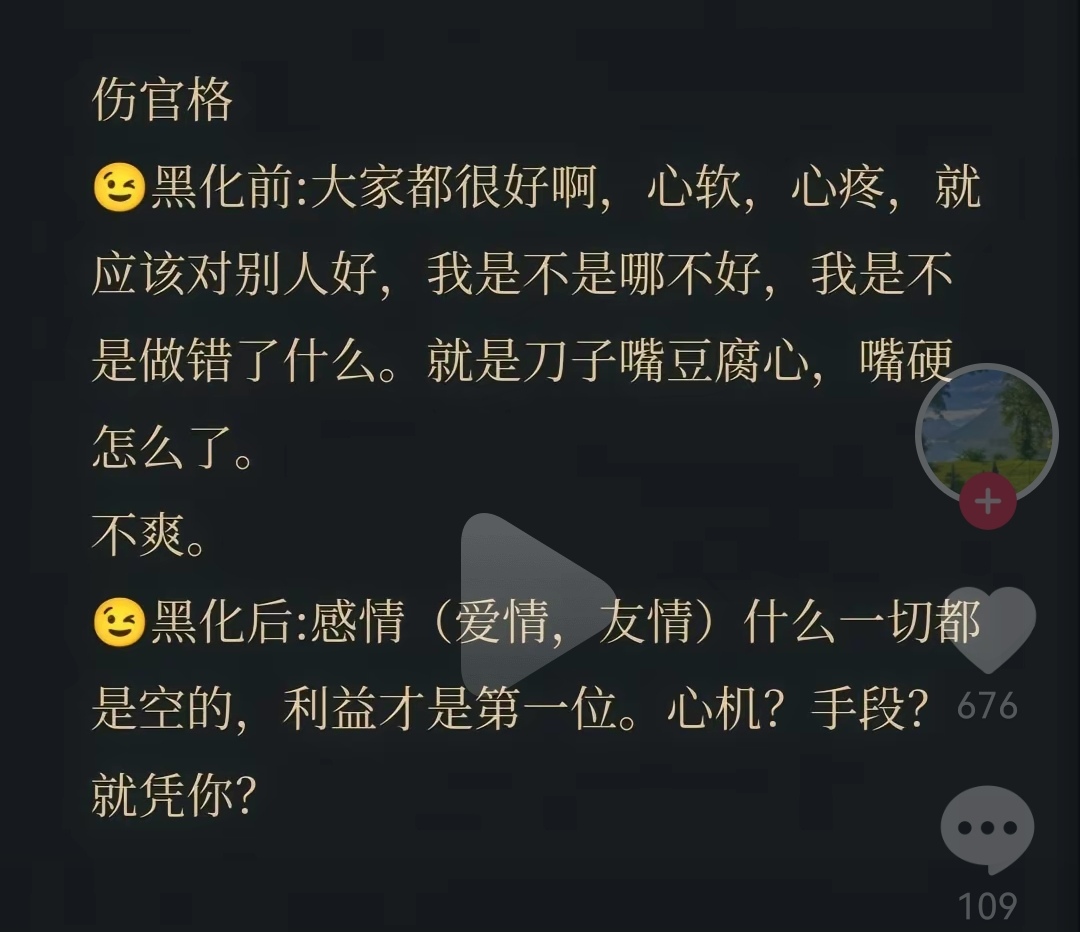 伤官格
😉黑化前:大家都很好啊，心软，心疼，就
应该对别人好，我是不是哪不好，我是不
是做错了什么。就是刀子嘴豆腐心，嘴硬
怎么了。
不爽。
😉黑化后:感情（爱情，友情）什么一切都
是空的，利益才是第一位。心机？手段？
就凭你？
676
109